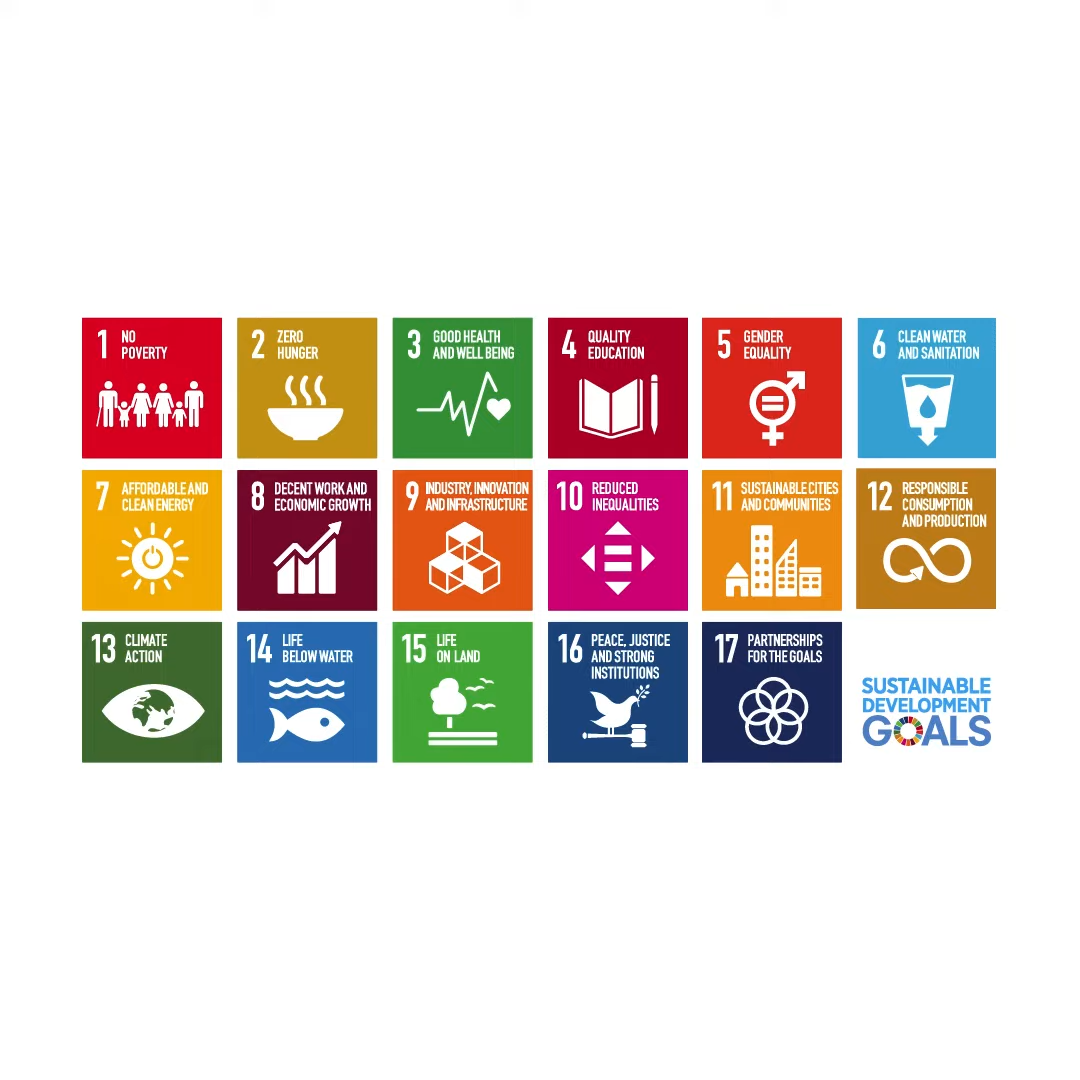 1 NO
POVERTY
2 ZERO
HUNGER
3 GOOD HEALTH
AND WELL BEING
4 QUALITY
EDUCATION
5 GENDER
EQUALITY
6 CLEAN WATER
AND SANITATION
7 AFFORDABLE AND
CLEAN ENERGY
8 DECENT WORK AND
ECONOMIC GROWTH
9 INDUSTRY, INNOVATION
AND INFRASTRUCTURE
10 REDUCED
INEQUALITIES
11 SUSTAINABLE CITIES
AND COMMUNITIES
12 RESPONSIBLE
CONSUMPTION
AND PRODUCTION
13 CLIMATE
ACTION
14 LIFE
BELOW WATER
15 LIFE
ON LAND
16 PEACE, JUSTICE
AND STRONG
INSTITUTIONS
17 PARTNERSHIPS
FOR THE GOALS
SUSTAINABLE
DEVELOPMENT
GOALS